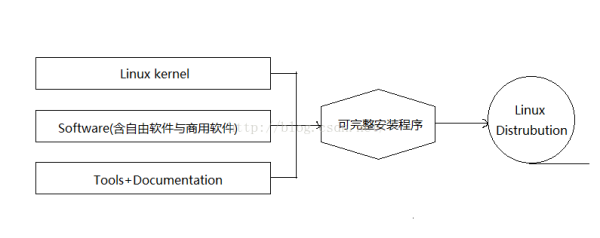 Linux kernel
Software(含自由软件与商用软件)
Tools+Documentation
可完整安装程序
Linux
Distrubution